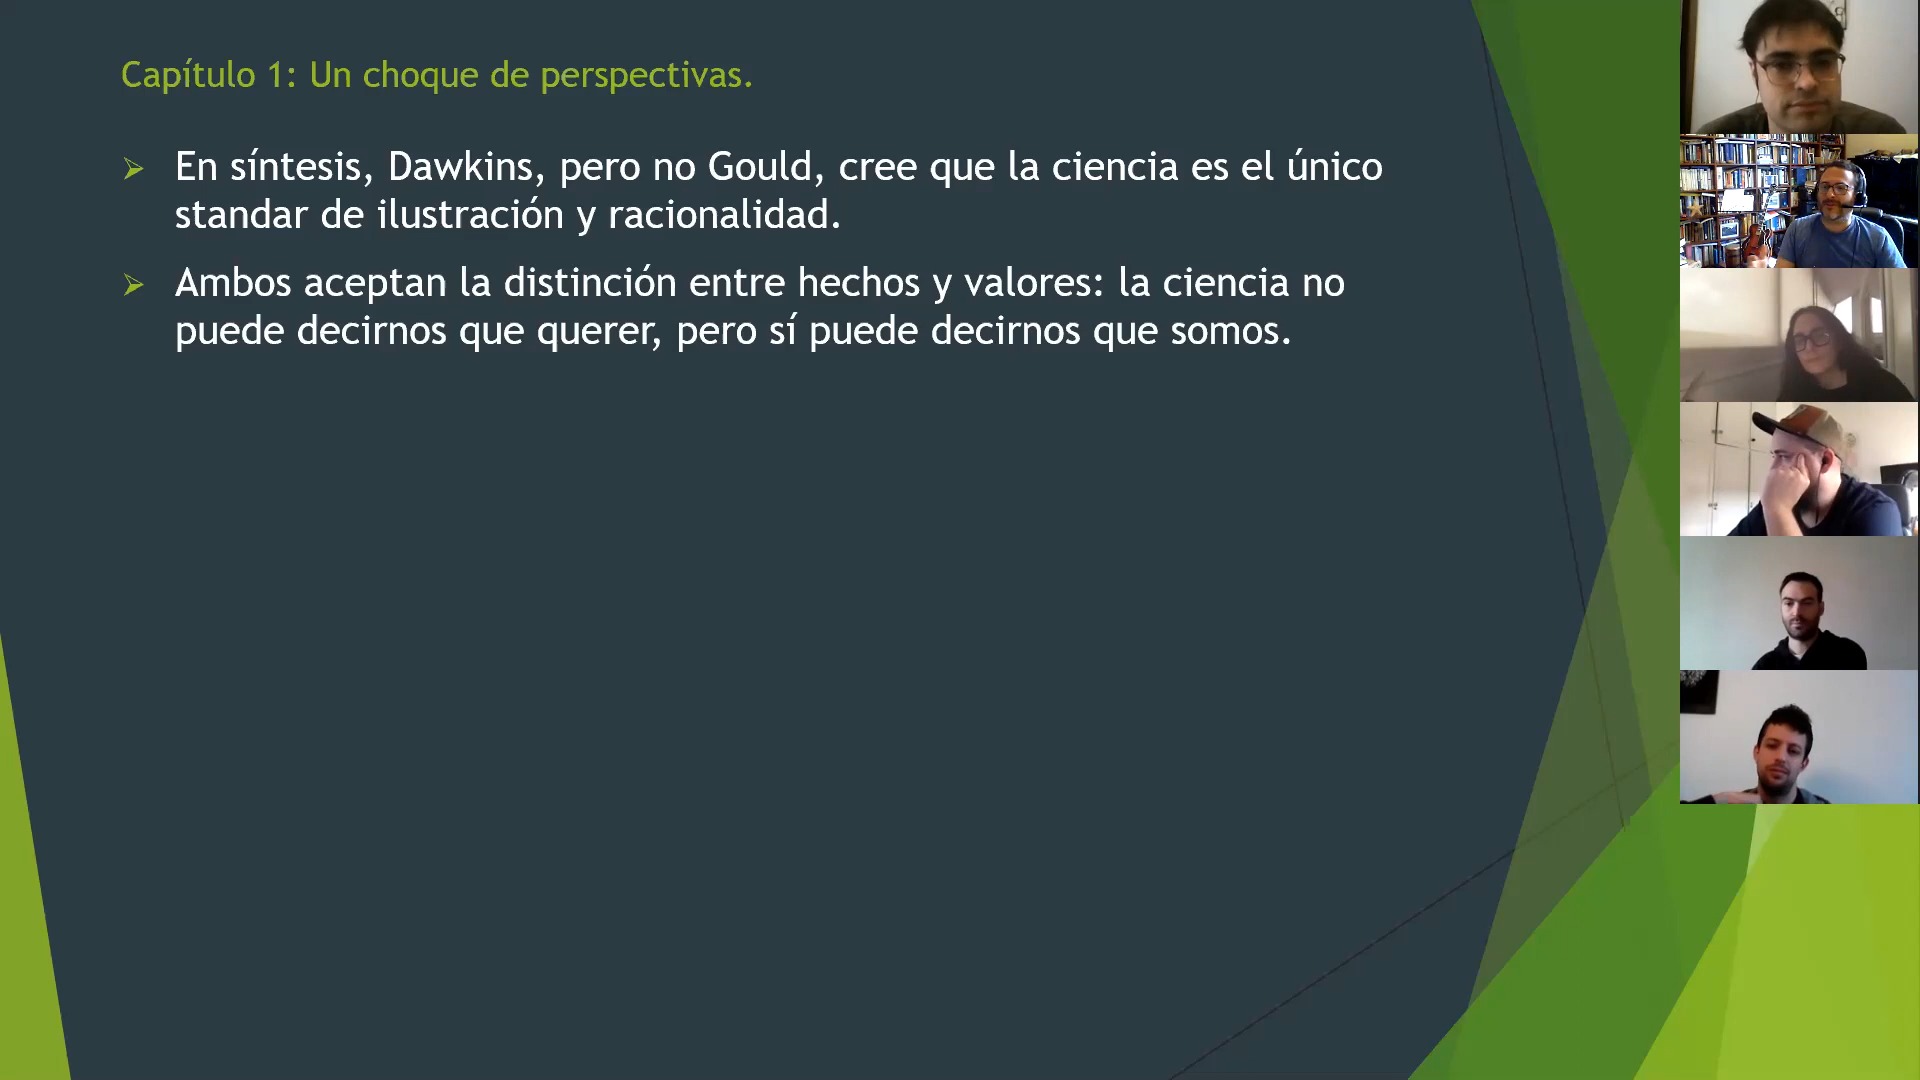 Capítulo 1: Un choque de perspectivas.
En síntesis, Dawkins, pero no Gould, cree que la ciencia es el único
standar de ilustración y racionalidad.
Ambos aceptan la distinción entre hechos y valores: la ciencia no
puede decirnos que querer, pero sí puede decirnos que somos.